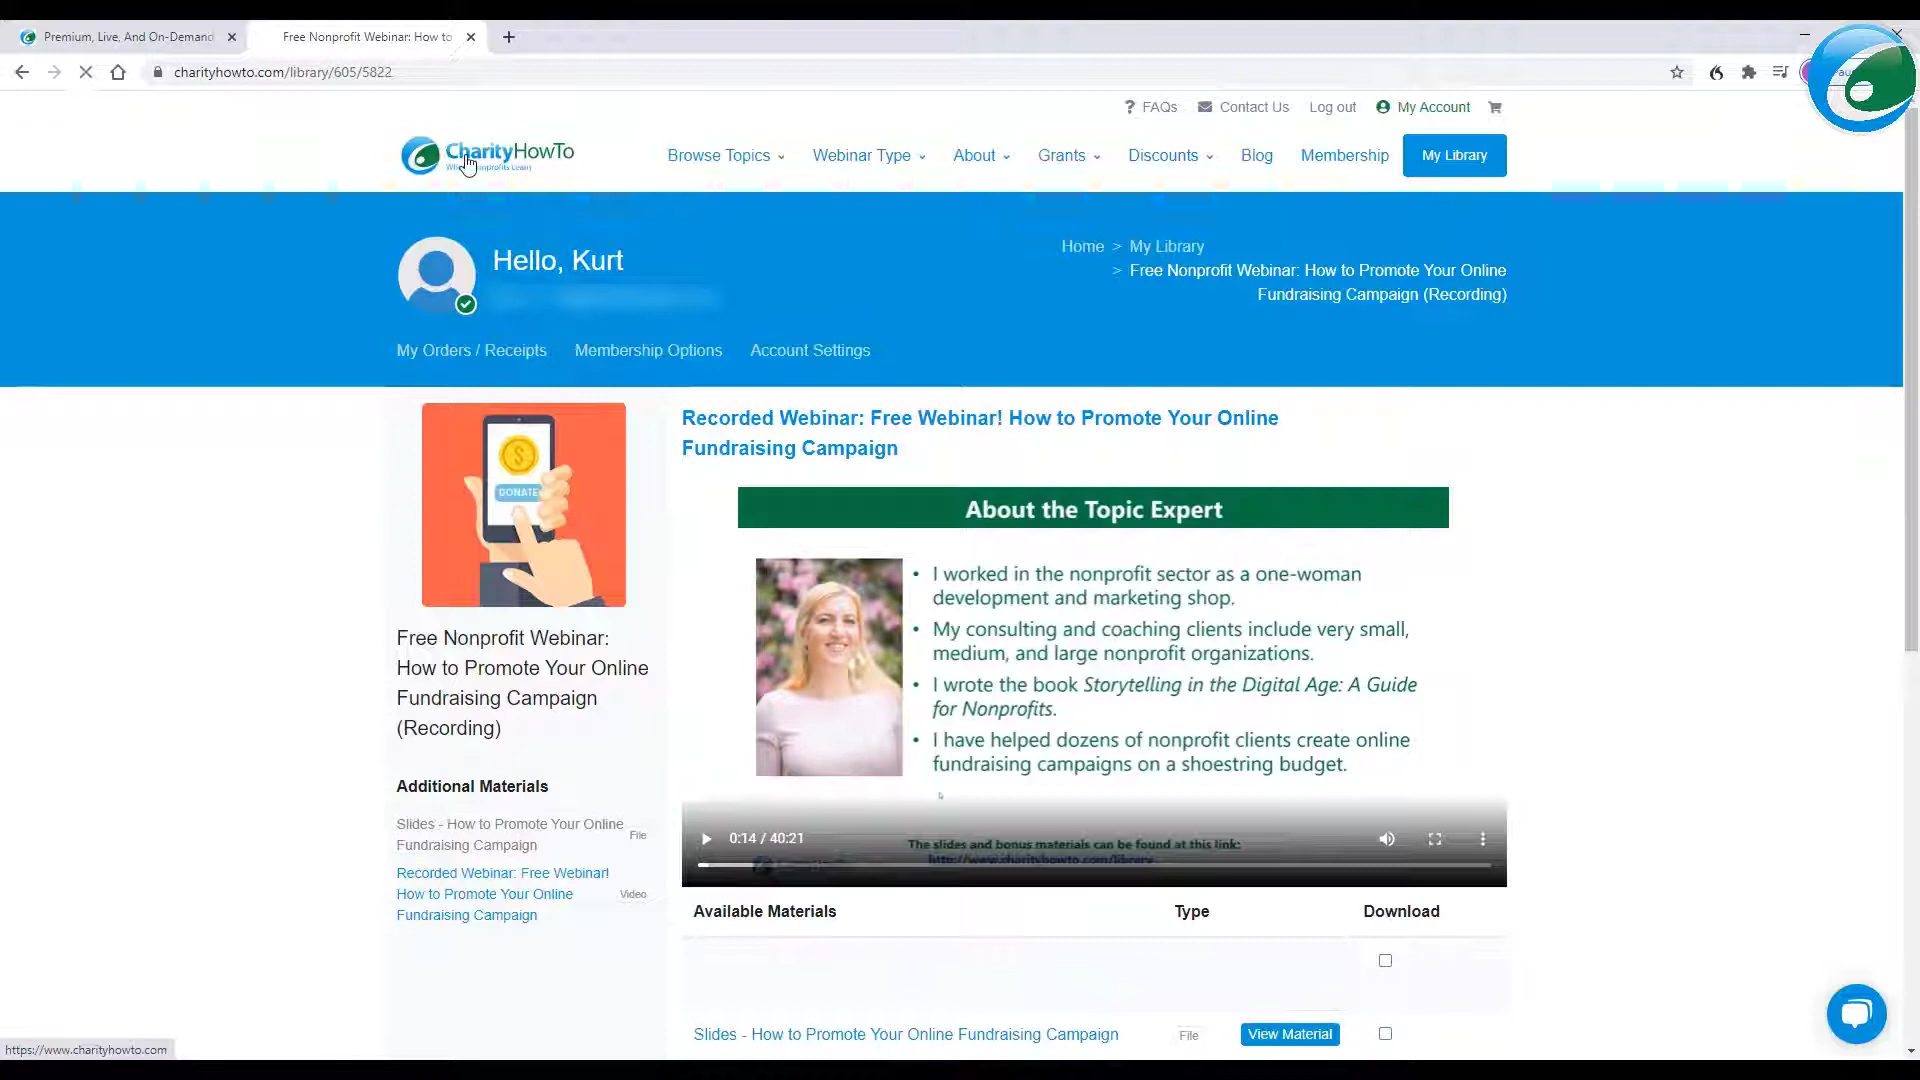 Premium, Live, And On-Demand
Free Nonprofit Webinar: How to
charityhowto.com/library/605/5822
FAQs
Contact Us
Log out
My Account
CharityHowTo
Browse Topics
Webinar Type
About
Grants
Discounts
Blog
Membership
My Library
Hello, Kurt
Home > My Library
> Free Nonprofit Webinar: How to Promote Your Online
Fundraising Campaign (Recording)
My Orders / Receipts
Membership Options
Account Settings
DONATE
Free Nonprofit Webinar:
How to Promote Your Online
Fundraising Campaign
(Recording)
Additional Materials
Slides - How to Promote Your Online
Fundraising Campaign
File
Recorded Webinar: Free Webinar!
How to Promote Your Online
Fundraising Campaign
Video
Recorded Webinar: Free Webinar! How to Promote Your Online
Fundraising Campaign
About the Topic Expert
• I worked in the nonprofit sector as a one-woman
development and marketing shop.
• My consulting and coaching clients include very small,
medium, and large nonprofit organizations.
• I wrote the book Storytelling in the Digital Age: A Guide
for Nonprofits.
• I have helped dozens of nonprofit clients create online
fundraising campaigns on a shoestring budget.
0:14 / 40:21
The slides and bonus materials can be found at this link:
http://www.charityhowto.com/library
Available Materials
Type
Download
Slides - How to Promote Your Online Fundraising Campaign
File
View Material
https://www.charityhowto.com